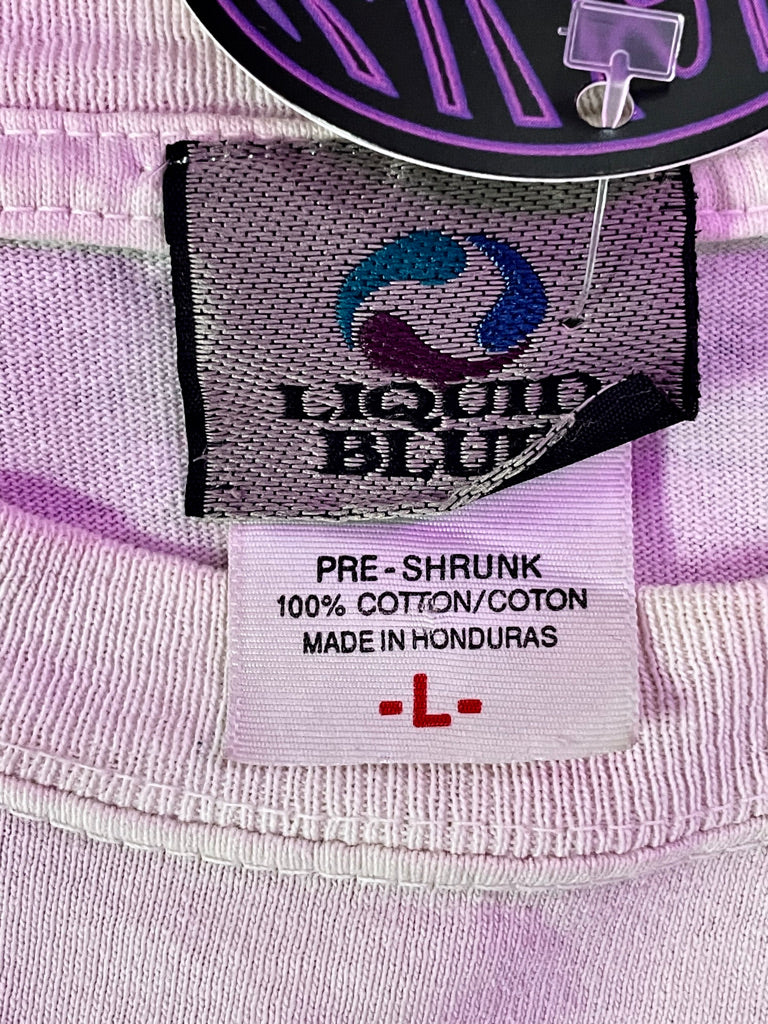 LIQUID
BLUE
PRE-SHRUNK
100% COTTON/COTON
MADE IN HONDURAS
-L-